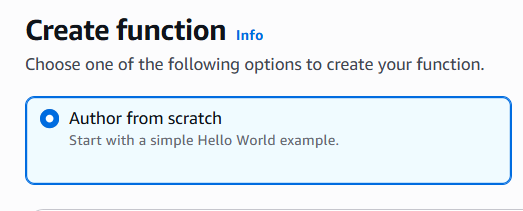 Create function Info
Choose one of the following options to create your function.
Author from scratch
Start with a simple Hello World example.